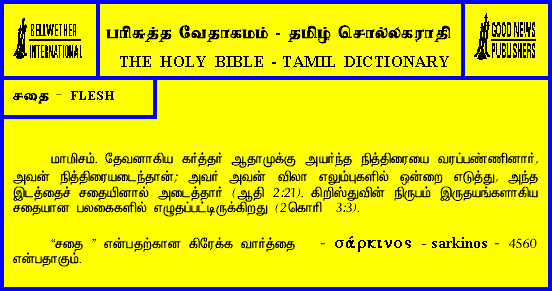 BELLWETHER
INTERNATIONAL
பரிசுத்த வேதாகமம் - தமிழ் சொல்லகராதி
THE HOLY BIBLE - TAMIL DICTIONARY
GOOD NEWS
PUBLISHERS
சதை - FLESH
மாமிசம். தேவனாகிய கர்த்தர் ஆதாமுக்கு அயர்ந்த நித்திரையை வரப்பண்ணினார்,
அவன் நித்திரையடைந்தான்; அவர் அவன் விலா எலும்புகளில் ஒன்றை எடுத்து, அந்த
இடத்தைச் சதையினால் அடைத்தார் (ஆதி 2:21). கிறிஸ்துவின் நிருபம் இருதயங்களாகிய
சதையான பலகைகளில் எழுதப்பட்டிருக்கிறது (2கொரி 3:3).
“சதை ” என்பதற்கான கிரேக்க வார்த்தை - σάρκινος - sarkinos - 4560
என்பதாகும்.